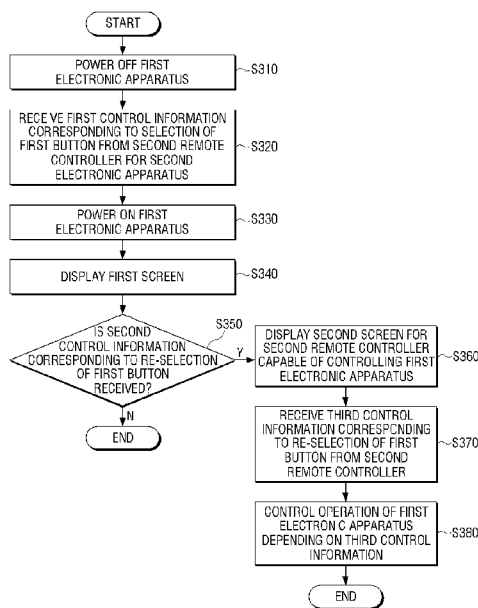 START
POWER OFF FIRST
ELECTRONIC APPARATUS
S310
RECEIVE FIRST CONTROL INFORMATION
CORRESPONDING TO SELECTION OF
FIRST BUTTON FROM SECOND REMOTE
CONTROLLER FOR SECOND
ELECTRONIC APPARATUS
S320
POWER ON FIRST
ELECTRONIC APPARATUS
S330
DISPLAY FIRST SCREEN
S340
IS SECOND
CONTROL INFORMATION
CORRESPONDING TO RE-SELECTION
OF FIRST BUTTON
RECEIVED?
S350
Y
N
END
DISPLAY SECOND SCREEN FOR
SECOND REMOTE CONTROLLER
CAPABLE OF CONTROLLING FIRST
ELECTRONIC APPARATUS
S360
RECEIVE THIRD CONTROL
INFORMATION CORRESPONDING
TO RE-SELECTION OF FIRST
BUTTON FROM SECOND
REMOTE CONTROLLER
S370
CONTROL OPERATION OF FIRST
ELECTRONIC APPARATUS
DEPENDING ON THIRD CONTROL
INFORMATION
S380
END